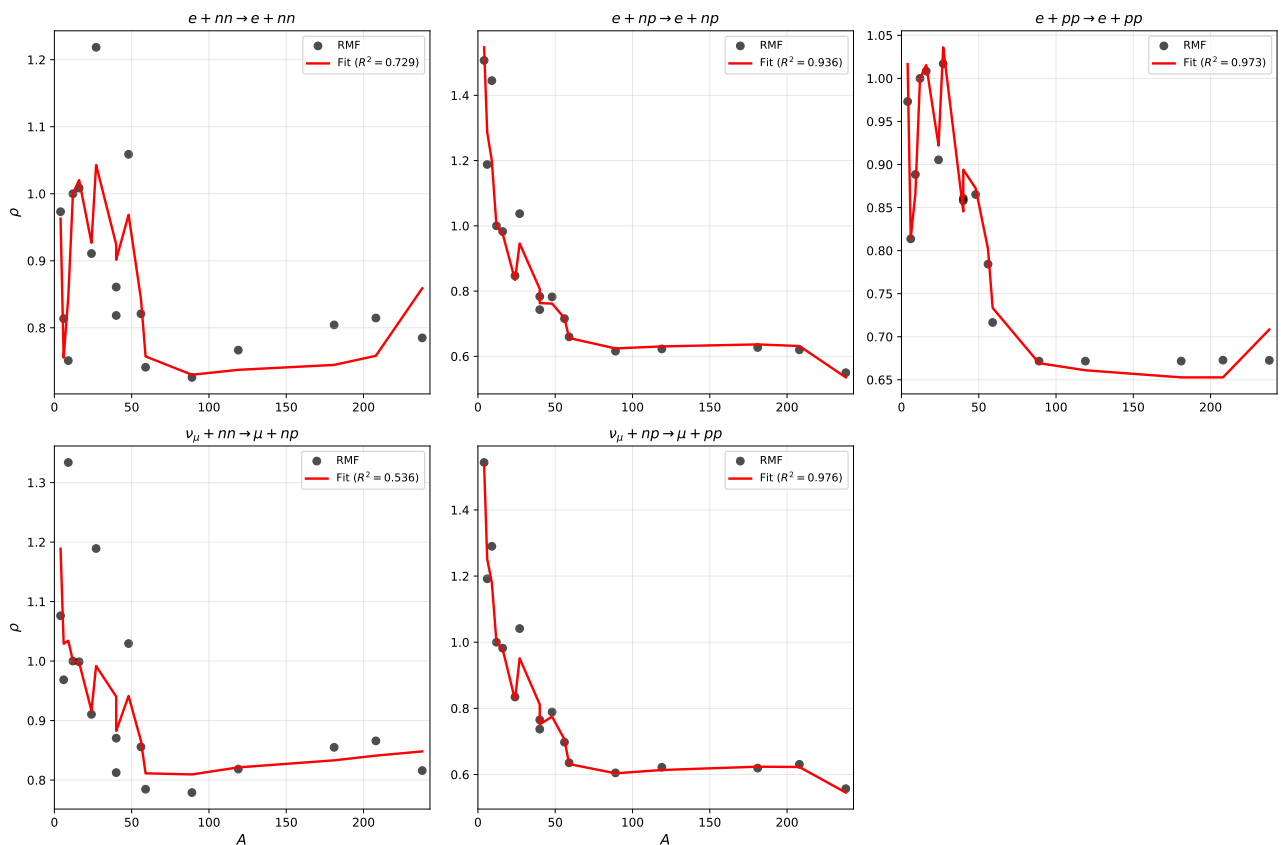 e + nn → e + nn
RMF
Fit (R² = 0.729)
ρ
1.2
1.1
1.0
0.9
0.8
0 50 100 150 200
e + np → e + np
RMF
Fit (R² = 0.936)
1.4
1.2
1.0
0.8
0.6
0 50 100 150 200
e + pp → e + pp
RMF
Fit (R² = 0.973)
1.05
1.00
0.95
0.90
0.85
0.80
0.75
0.70
0.65
0 50 100 150 200
ν_μ + nn → μ + np
RMF
Fit (R² = 0.536)
ρ
1.3
1.2
1.1
1.0
0.9
0.8
0 50 100 150 200
A
ν_μ + np → μ + pp
RMF
Fit (R² = 0.976)
1.4
1.2
1.0
0.8
0.6
0 50 100 150 200
A